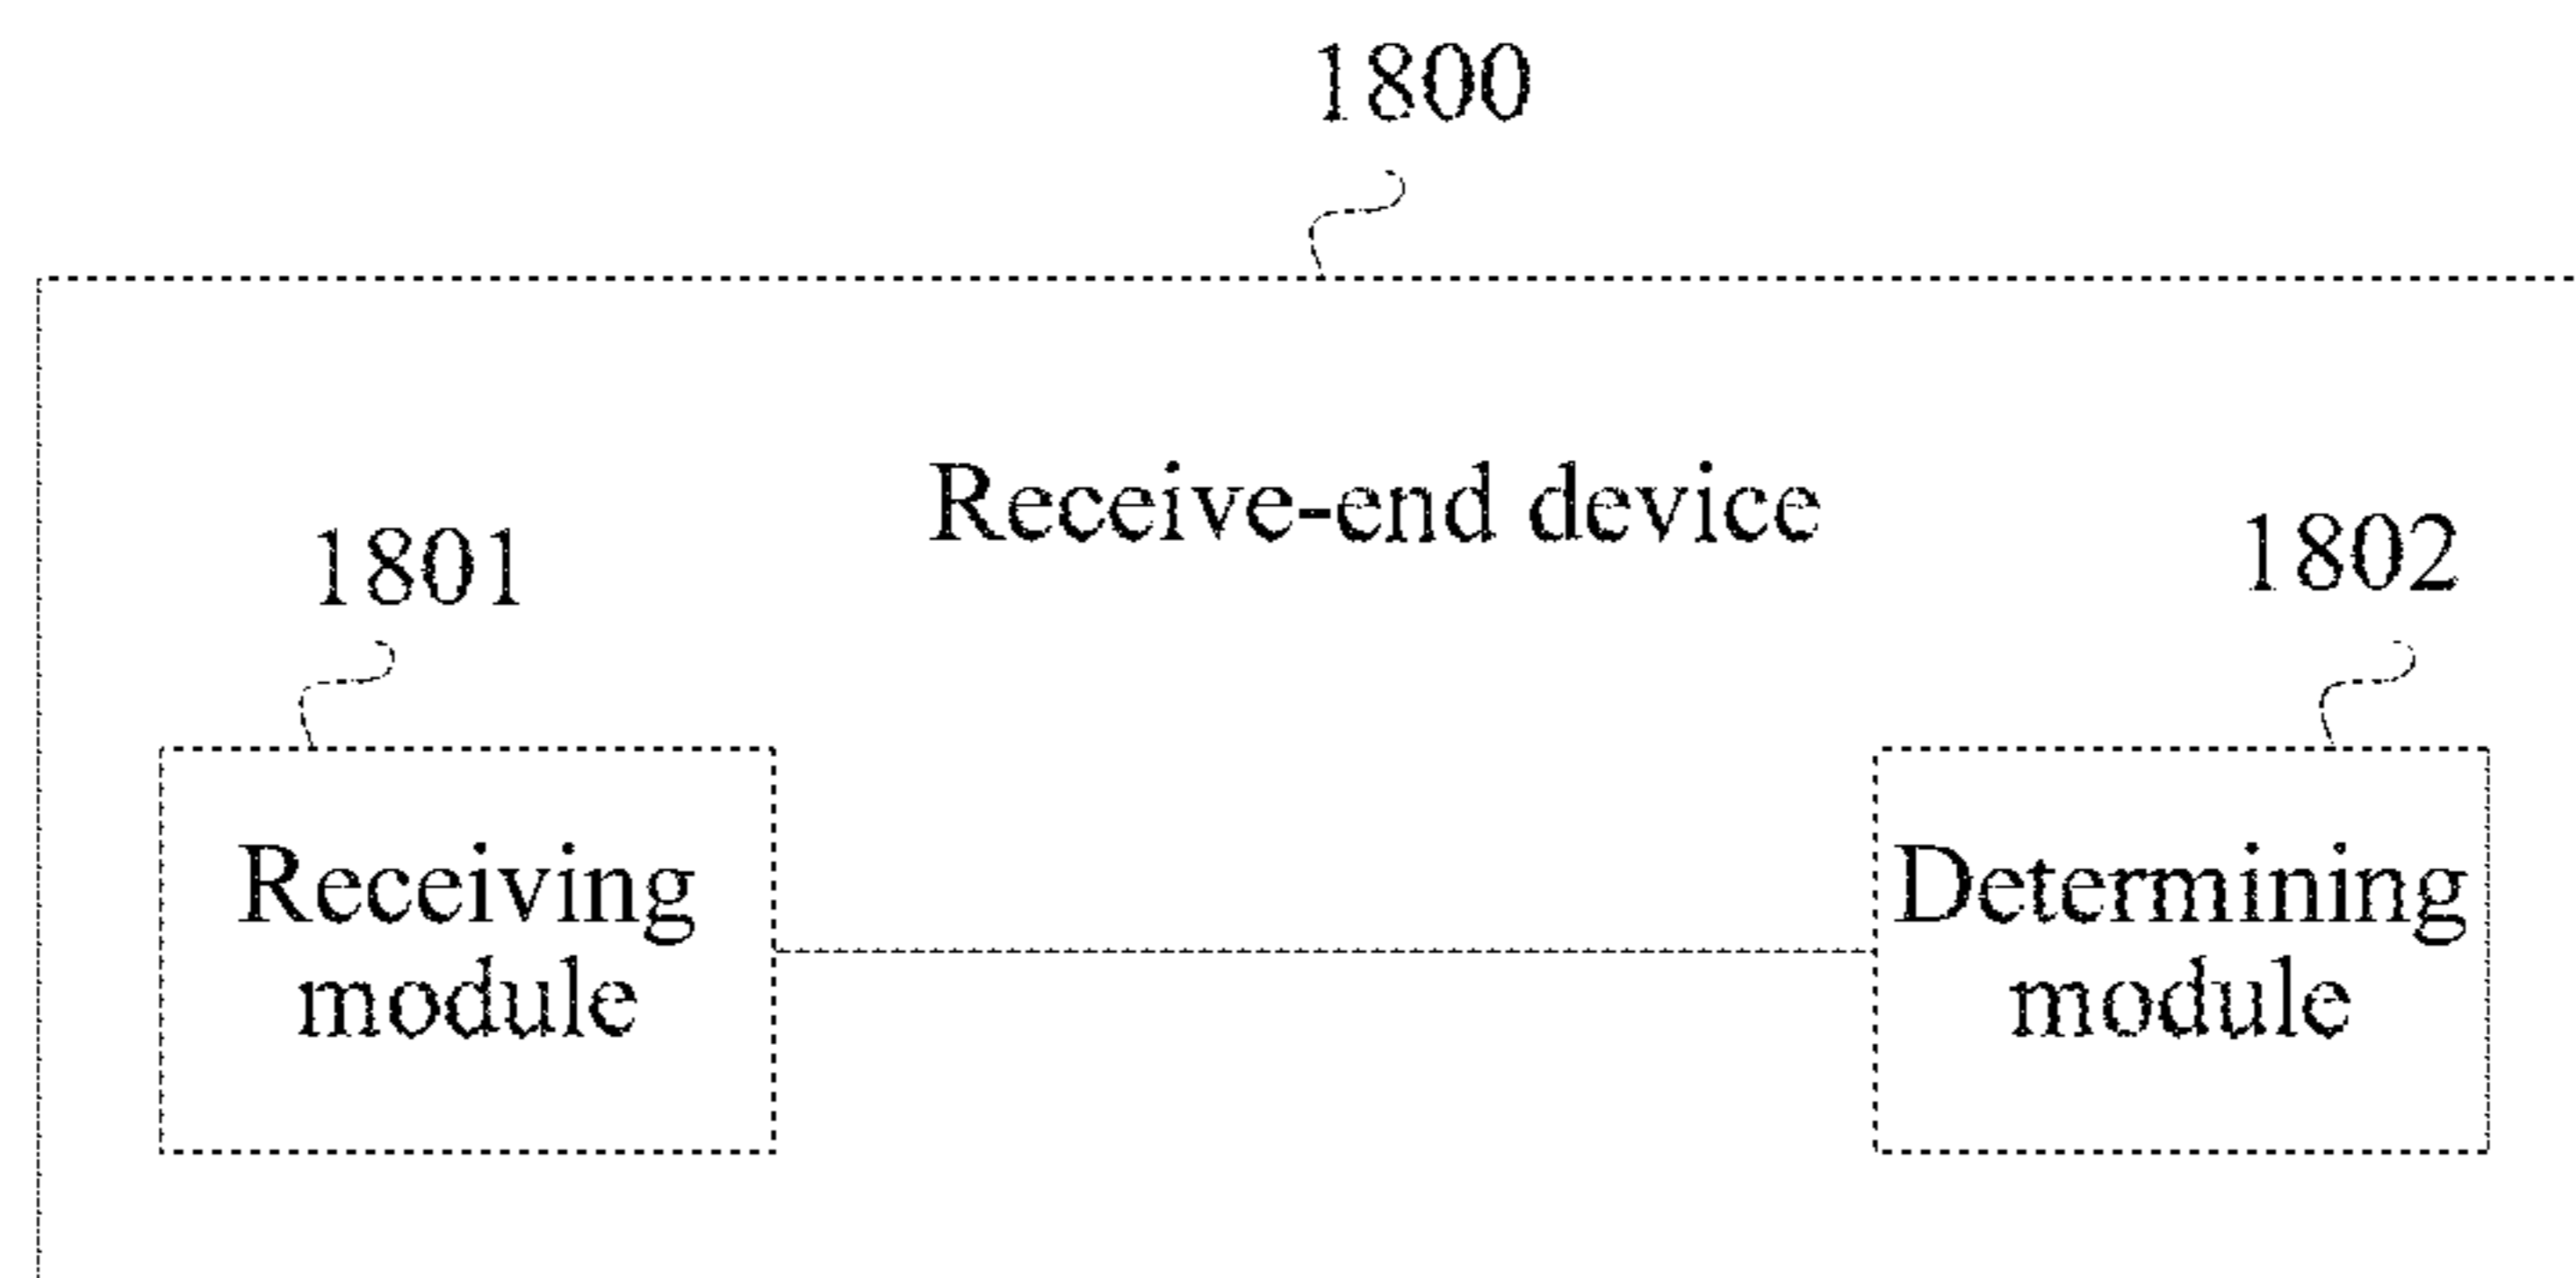 1800
Receive-end device
1801
1802
Receiving
module
Determining
module